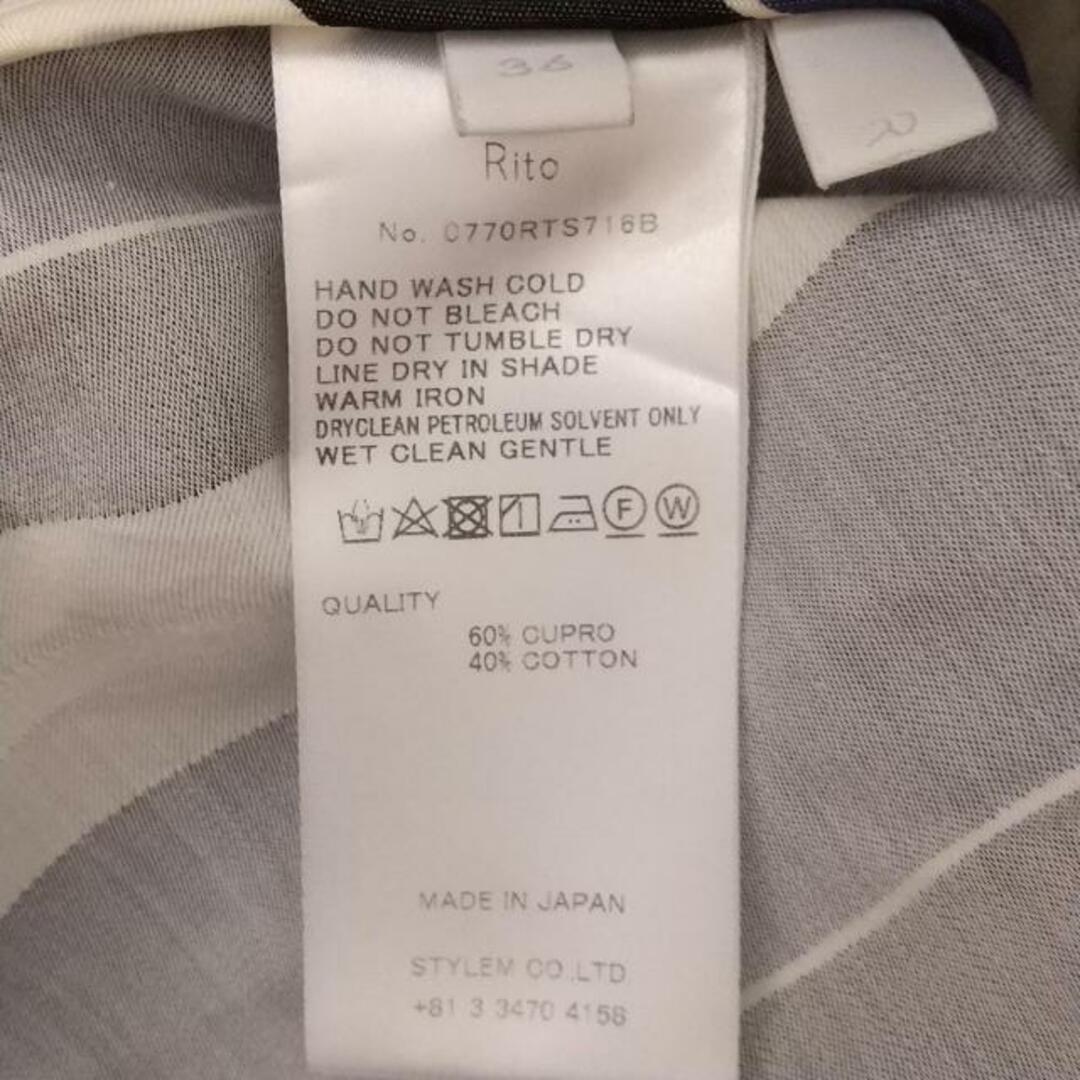 36
Rito
No. 0770RTS716B
HAND WASH COLD
DO NOT BLEACH
DO NOT TUMBLE DRY
LINE DRY IN SHADE
WARM IRON
DRYCLEAN PETROLEUM SOLVENT ONLY
WET CLEAN GENTLE
F W
QUALITY
60% CUPRO
40% COTTON
MADE IN JAPAN
STYLEM CO.,LTD
+81 3 3470 4158